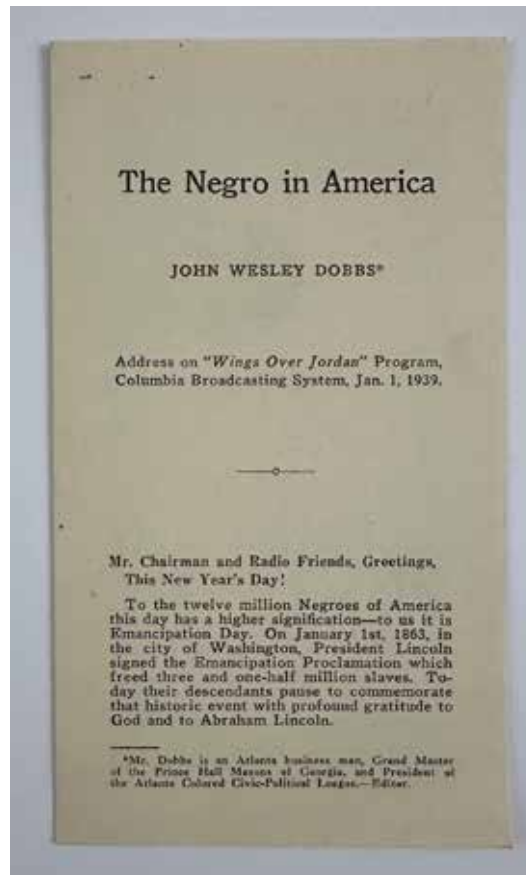 The Negro in America
JOHN WESLEY DOBBS*
Address on "Wings Over Jordan" Program,
Columbia Broadcasting System, Jan. 1, 1939.
Mr. Chairman and Radio Friends, Greetings,
This New Year's Day!
To the twelve million Negroes of America
this day has a higher signification—to us it is
Emancipation Day. On January 1st, 1863, in
the city of Washington, President Lincoln
signed the Emancipation Proclamation which
freed three and one-half million slaves. To-
day their descendants pause to commemorate
that historic event with profound gratitude to
God and to Abraham Lincoln.
*Mr. Dobbs is an Atlanta business man, Grand Master
of the Prince Hall Masons of Georgia, and President of
the Atlanta Colored Civic-Political League.—Editor.